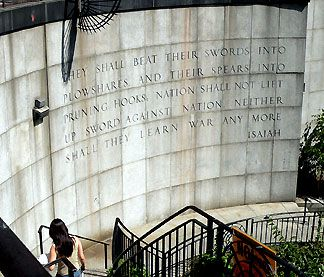 THEY SHALL BEAT THEIR SWORDS INTO
PLOWSHARES AND THEIR SPEARS INTO
PRUNING HOOKS. NATION SHALL NOT LIFT
UP SWORD AGAINST NATION. NEITHER
SHALL THEY LEARN WAR ANY MORE
ISAIAH